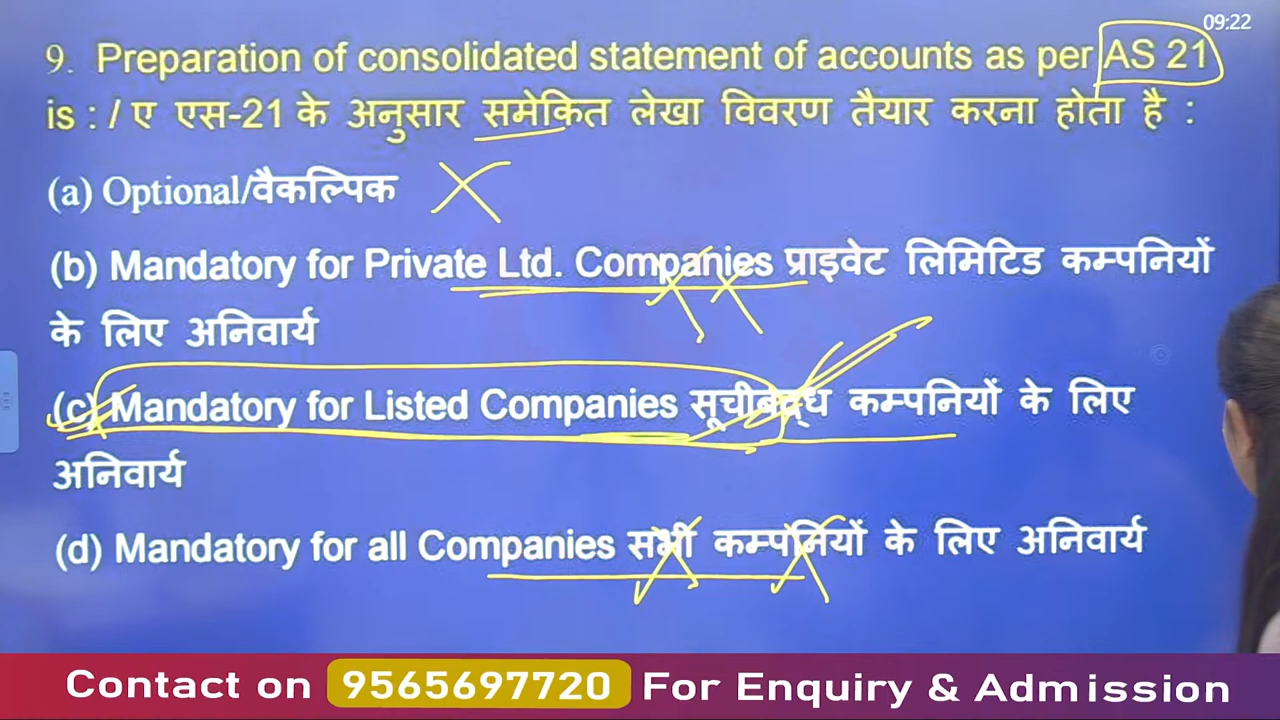 09:22
9. Preparation of consolidated statement of accounts as per AS 21
is : / ए एस-21 के अनुसार समेकित लेखा विवरण तैयार करना होता है :
(a) Optional/वैकल्पिक
(b) Mandatory for Private Ltd. Companies प्राइवेट लिमिटिड कम्पनियों
के लिए अनिवार्य
(c) Mandatory for Listed Companies सूचीबद्ध कम्पनियों के लिए
अनिवार्य
(d) Mandatory for all Companies सभी कम्पनियों के लिए अनिवार्य
Contact on 9565697720 For Enquiry & Admission